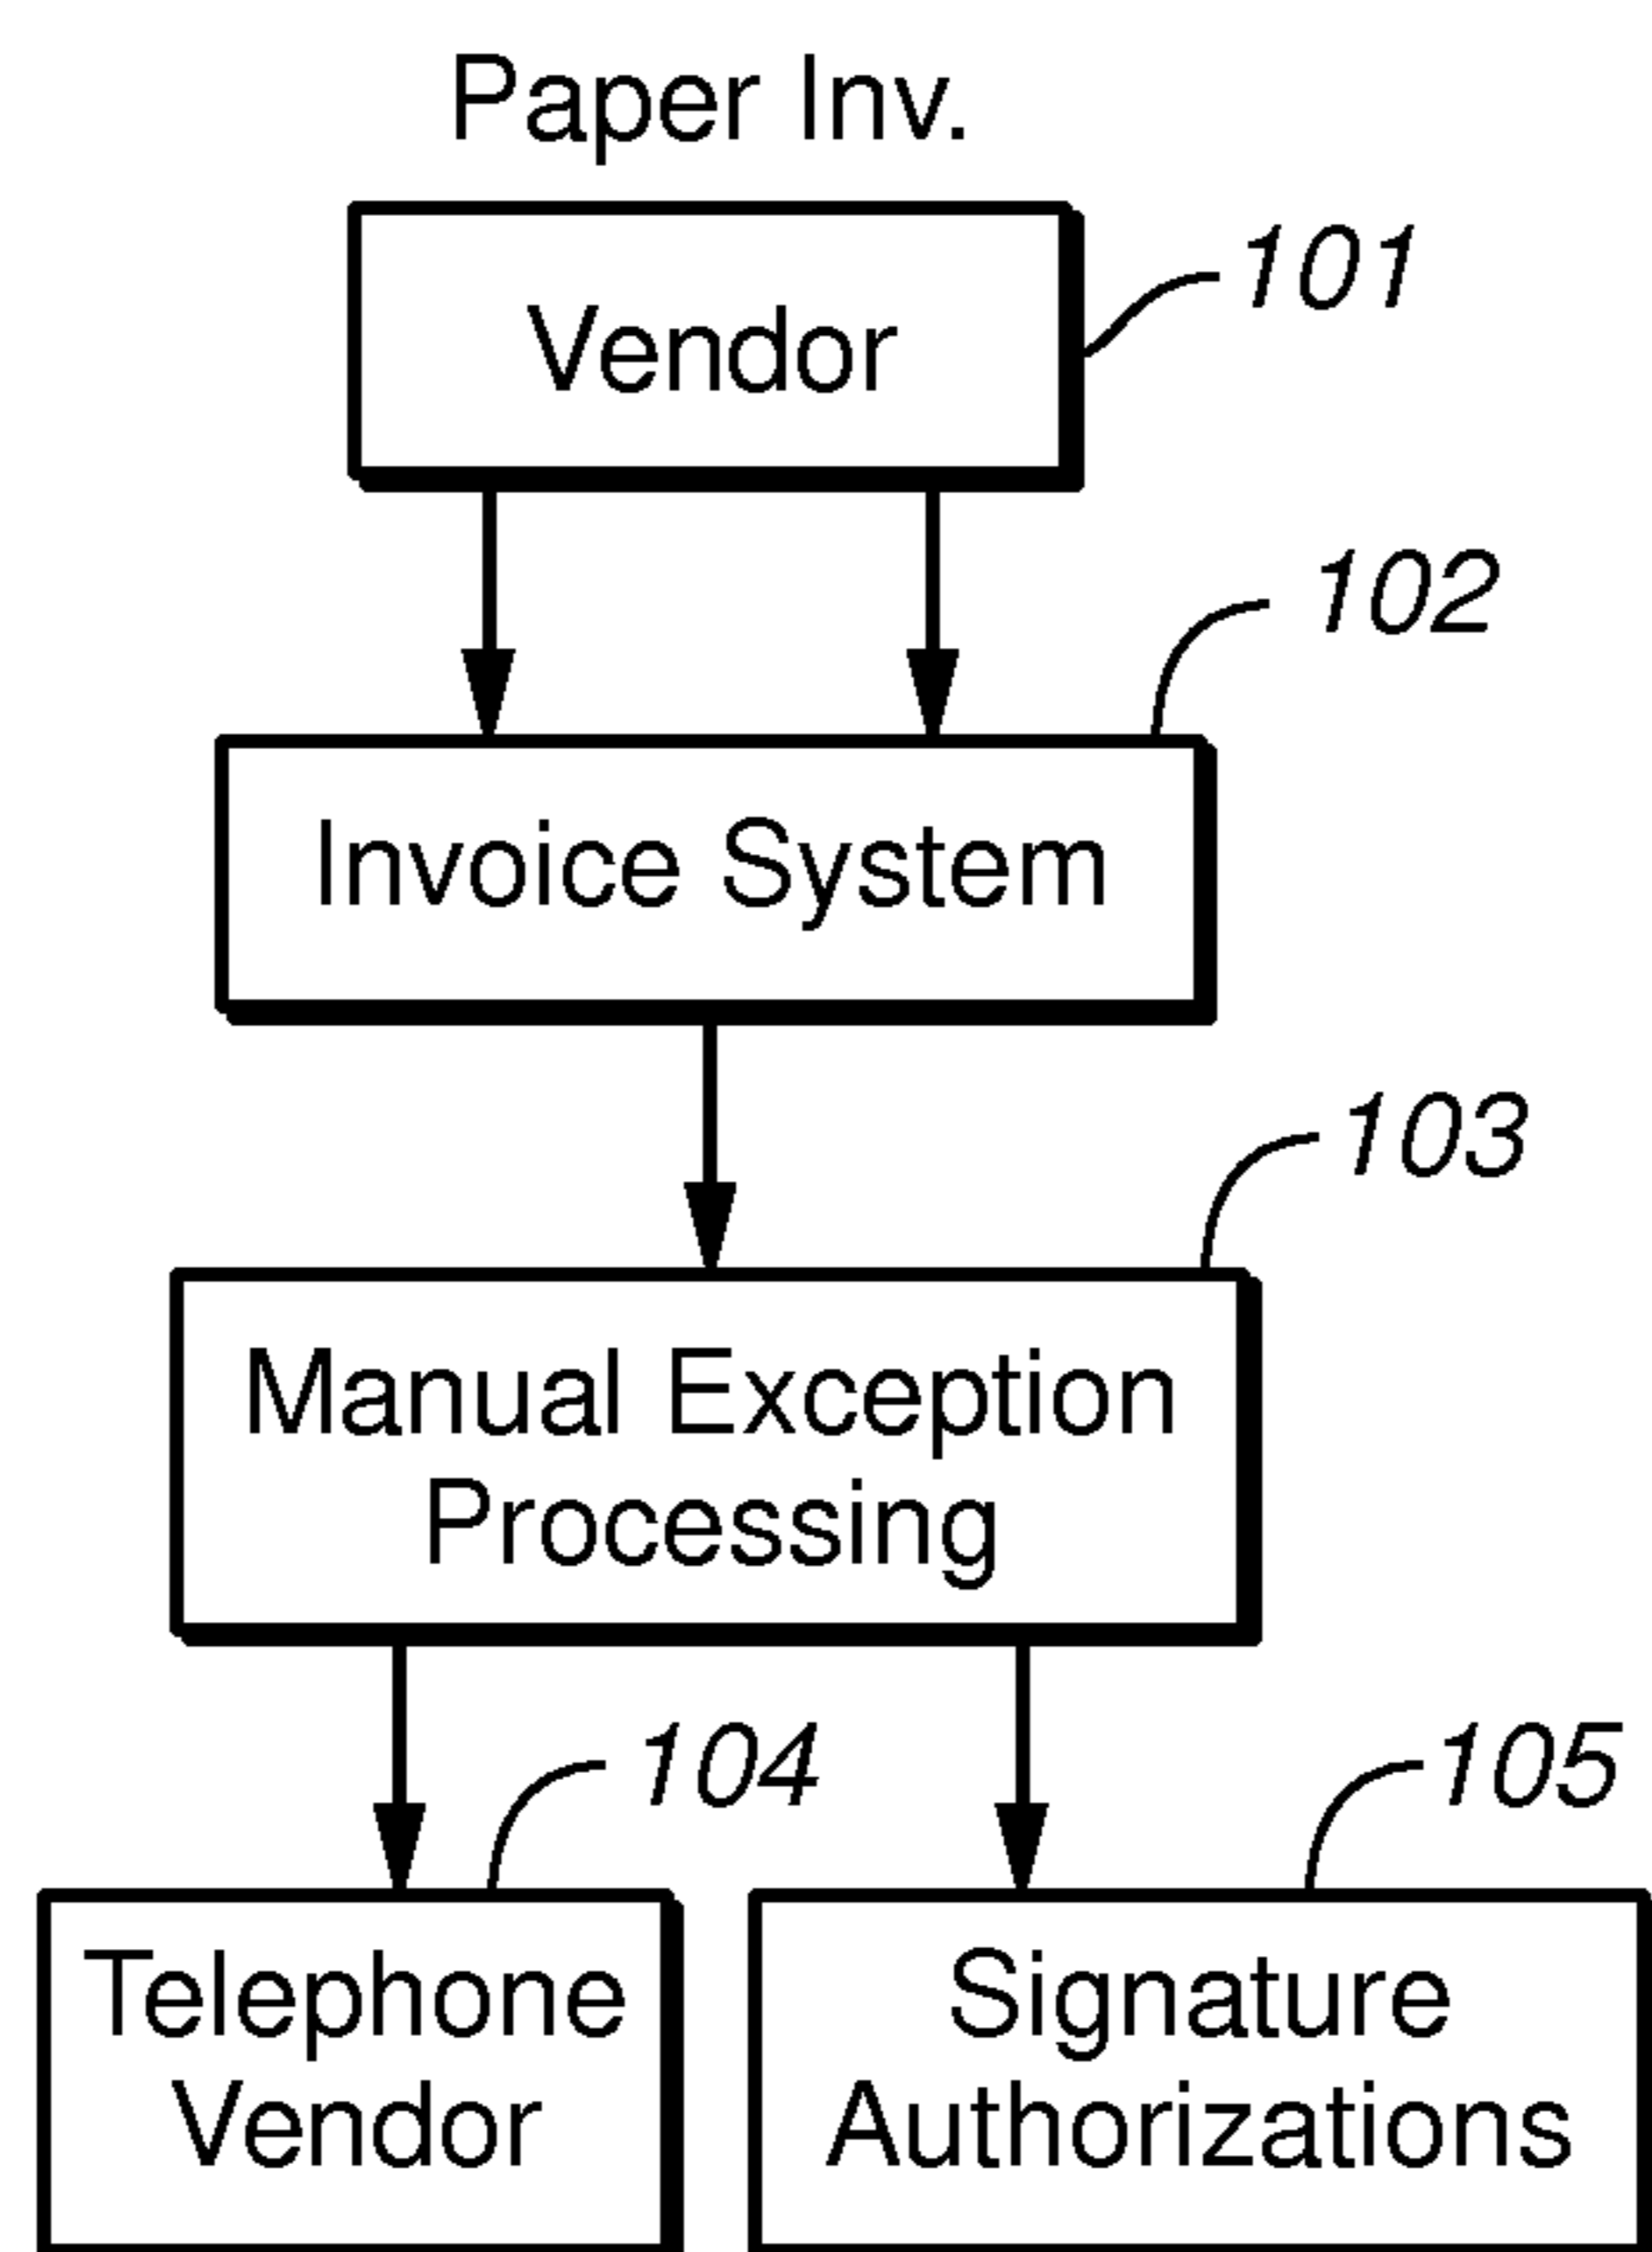 Paper Inv.
Vendor
101
102
Invoice System
103
Manual Exception
Processing
104
105
Telephone
Vendor
Signature
Authorizations